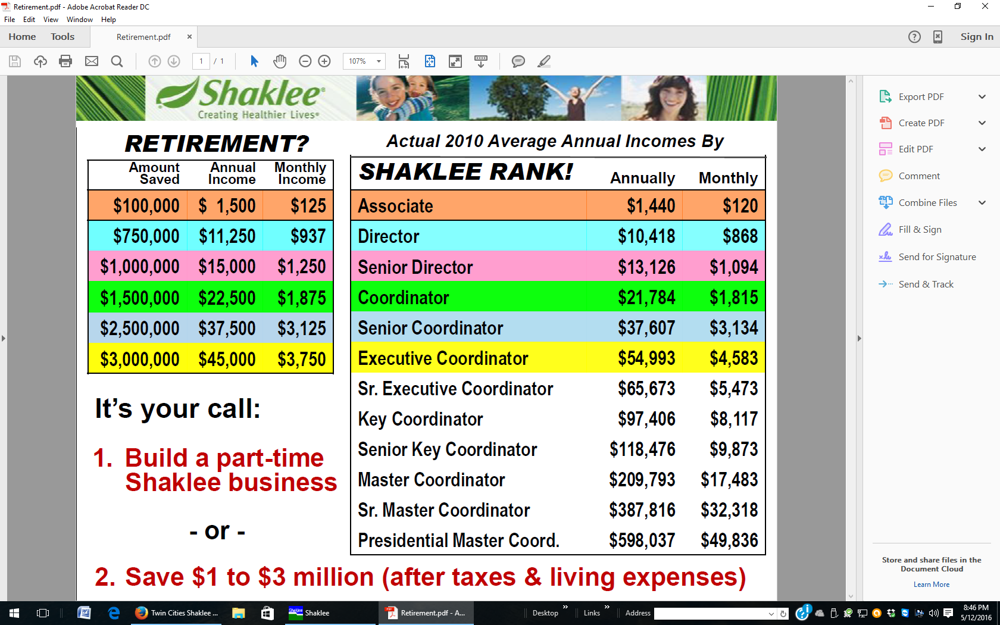 Retirement.pdf - Adobe Acrobat Reader DC
File Edit View Window Help
Home Tools Retirement.pdf × Sign In
1 / 1 107%
Shaklee®
Creating Healthier Lives®
RETIREMENT?
Amount Saved Annual Income Monthly Income
$100,000 $ 1,500 $125
$750,000 $11,250 $937
$1,000,000 $15,000 $1,250
$1,500,000 $22,500 $1,875
$2,500,000 $37,500 $3,125
$3,000,000 $45,000 $3,750
It's your call:
1. Build a part-time
Shaklee business
- or -
2. Save $1 to $3 million (after taxes & living expenses)
Actual 2010 Average Annual Incomes By
SHAKLEE RANK! Annually Monthly
Associate $1,440 $120
Director $10,418 $868
Senior Director $13,126 $1,094
Coordinator $21,784 $1,815
Senior Coordinator $37,607 $3,134
Executive Coordinator $54,993 $4,583
Sr. Executive Coordinator $65,673 $5,473
Key Coordinator $97,406 $8,117
Senior Key Coordinator $118,476 $9,873
Master Coordinator $209,793 $17,483
Sr. Master Coordinator $387,816 $32,318
Presidential Master Coord. $598,037 $49,836
Export PDF
Create PDF
Edit PDF
Comment
Combine Files
Fill & Sign
Send for Signature
Send & Track
Store and share files in the
Document Cloud
Learn More
Twin Cities Shaklee ... Shaklee Shaklee Retirement.pdf - A... Desktop » Links » Address 8:46 PM
5/12/2016